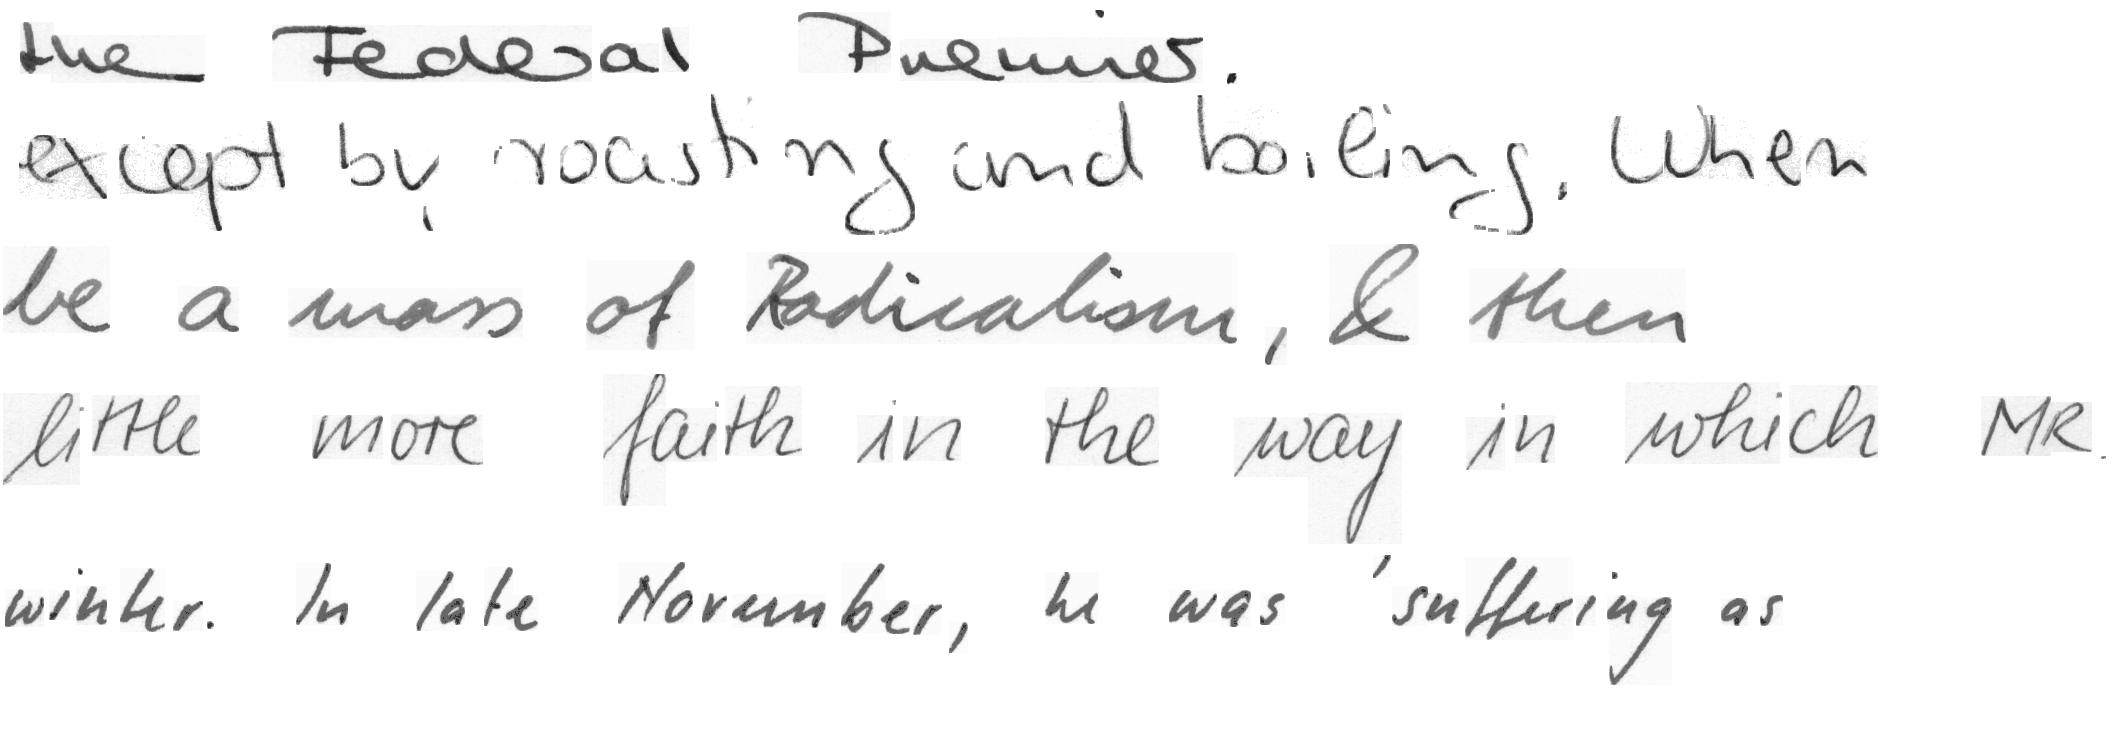 the Federal Premier.
except by roasting and boiling. When
be a mass of Radicalism, & then
little more faith in the way in which MR.
winter. In late November, he was 'suffering as